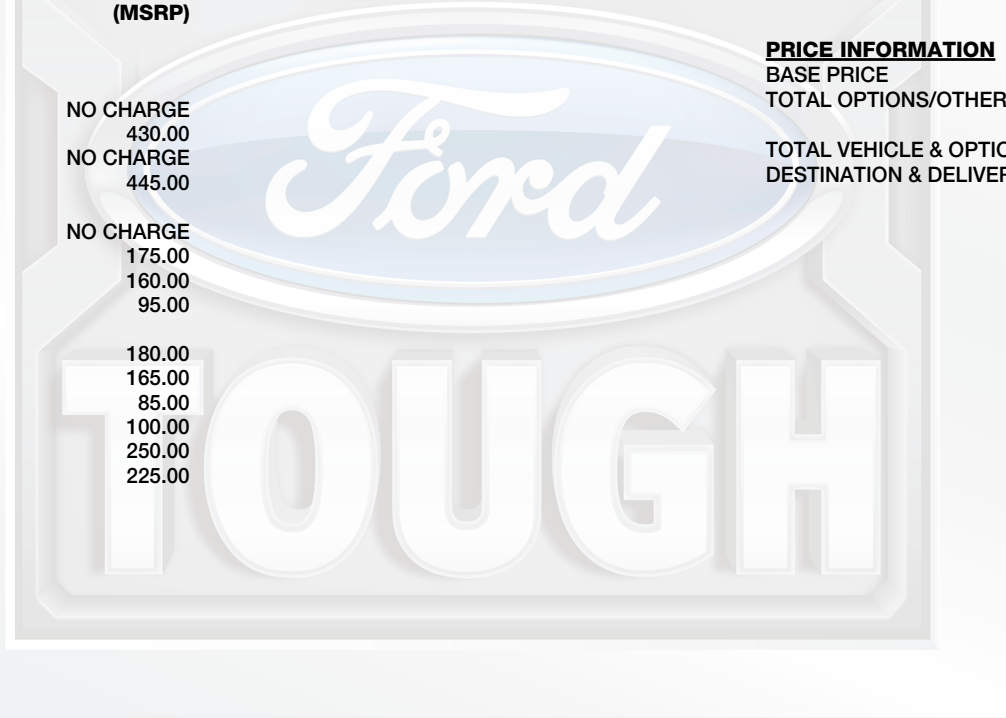 (MSRP)
NO CHARGE
430.00
NO CHARGE
445.00
NO CHARGE
175.00
160.00
95.00
180.00
165.00
85.00
100.00
250.00
225.00
PRICE INFORMATION
BASE PRICE
TOTAL OPTIONS/OTHER
TOTAL VEHICLE &
DESTINATION &
Ford
TOUGH